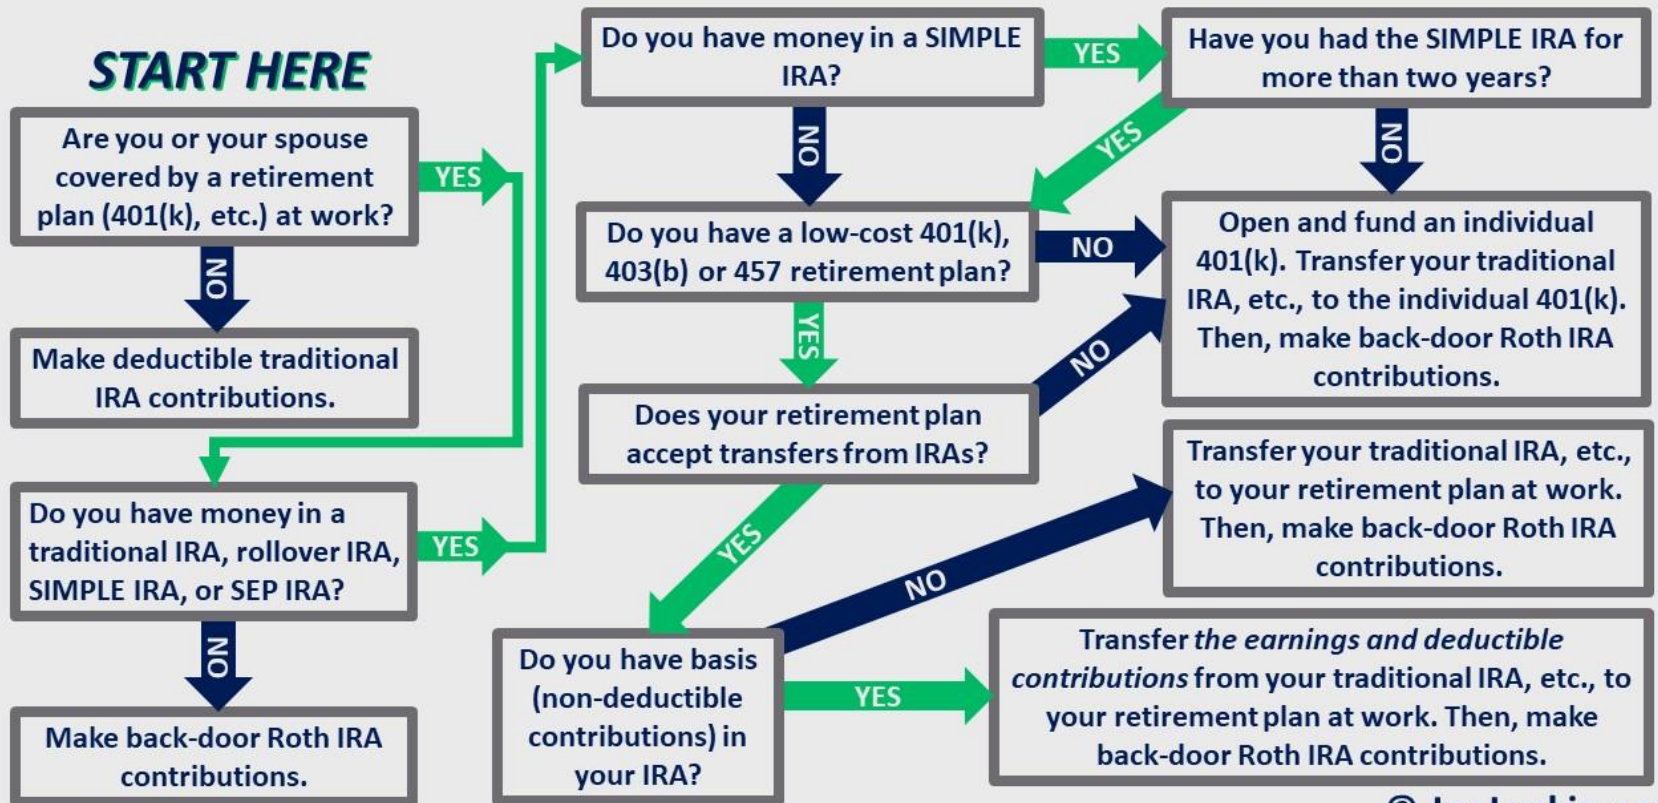 START HERE
Are you or your spouse
covered by a retirement
plan (401(k), etc.) at work?
YES
NO
Make deductible traditional
IRA contributions.
Do you have money in a
traditional IRA, rollover IRA,
SIMPLE IRA, or SEP IRA?
YES
NO
Make back-door Roth IRA
contributions.
Do you have money in a SIMPLE
IRA?
YES
NO
Have you had the SIMPLE IRA for
more than two years?
YES
NO
Do you have a low-cost 401(k),
403(b) or 457 retirement plan?
NO
YES
Open and fund an individual
401(k). Transfer your traditional
IRA, etc., to the individual 401(k).
Then, make back-door Roth IRA
contributions.
Does your retirement plan
accept transfers from IRAs?
NO
YES
Do you have basis
(non-deductible
contributions) in
your IRA?
NO
YES
Transfer your traditional IRA, etc.,
to your retirement plan at work.
Then, make back-door Roth IRA
contributions.
Transfer the earnings and deductible
contributions from your traditional IRA, etc., to
your retirement plan at work. Then, make
back-door Roth IRA contributions.